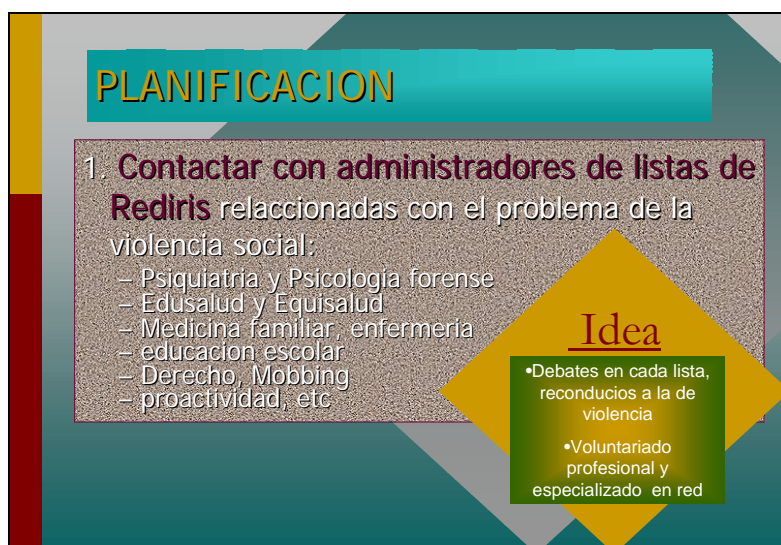 PLANIFICACION
1. Contactar con administradores de listas de
Rediris relaccionadas con el problema de la
violencia social:
– Psiquiatria y Psicologia forense
– Edusalud y Equisalud
– Medicina familiar, enfermeria
– educacion escolar
– Derecho, Mobbing
– proactividad, etc
Idea
•Debates en cada lista,
reconducios a la de
violencia
•Voluntariado
profesional y
especializado en red